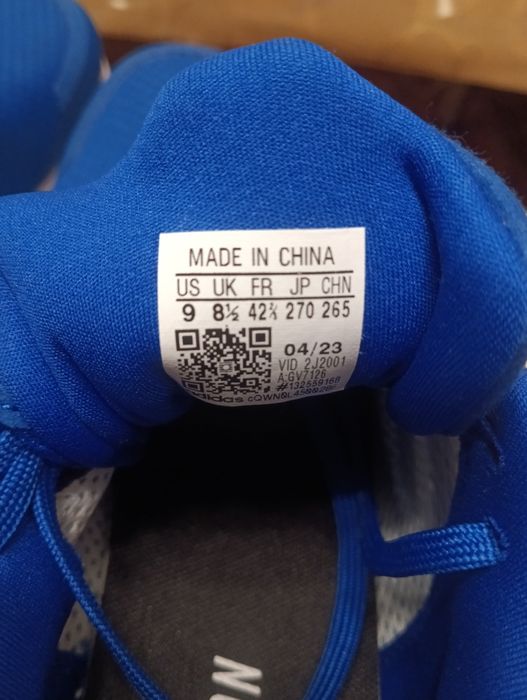 MADE IN CHINA
US UK FR JP CHN
9 8½ 42⅔ 270 265
04/23
VID 2J2001
A:GV7126
#132559168
adidas